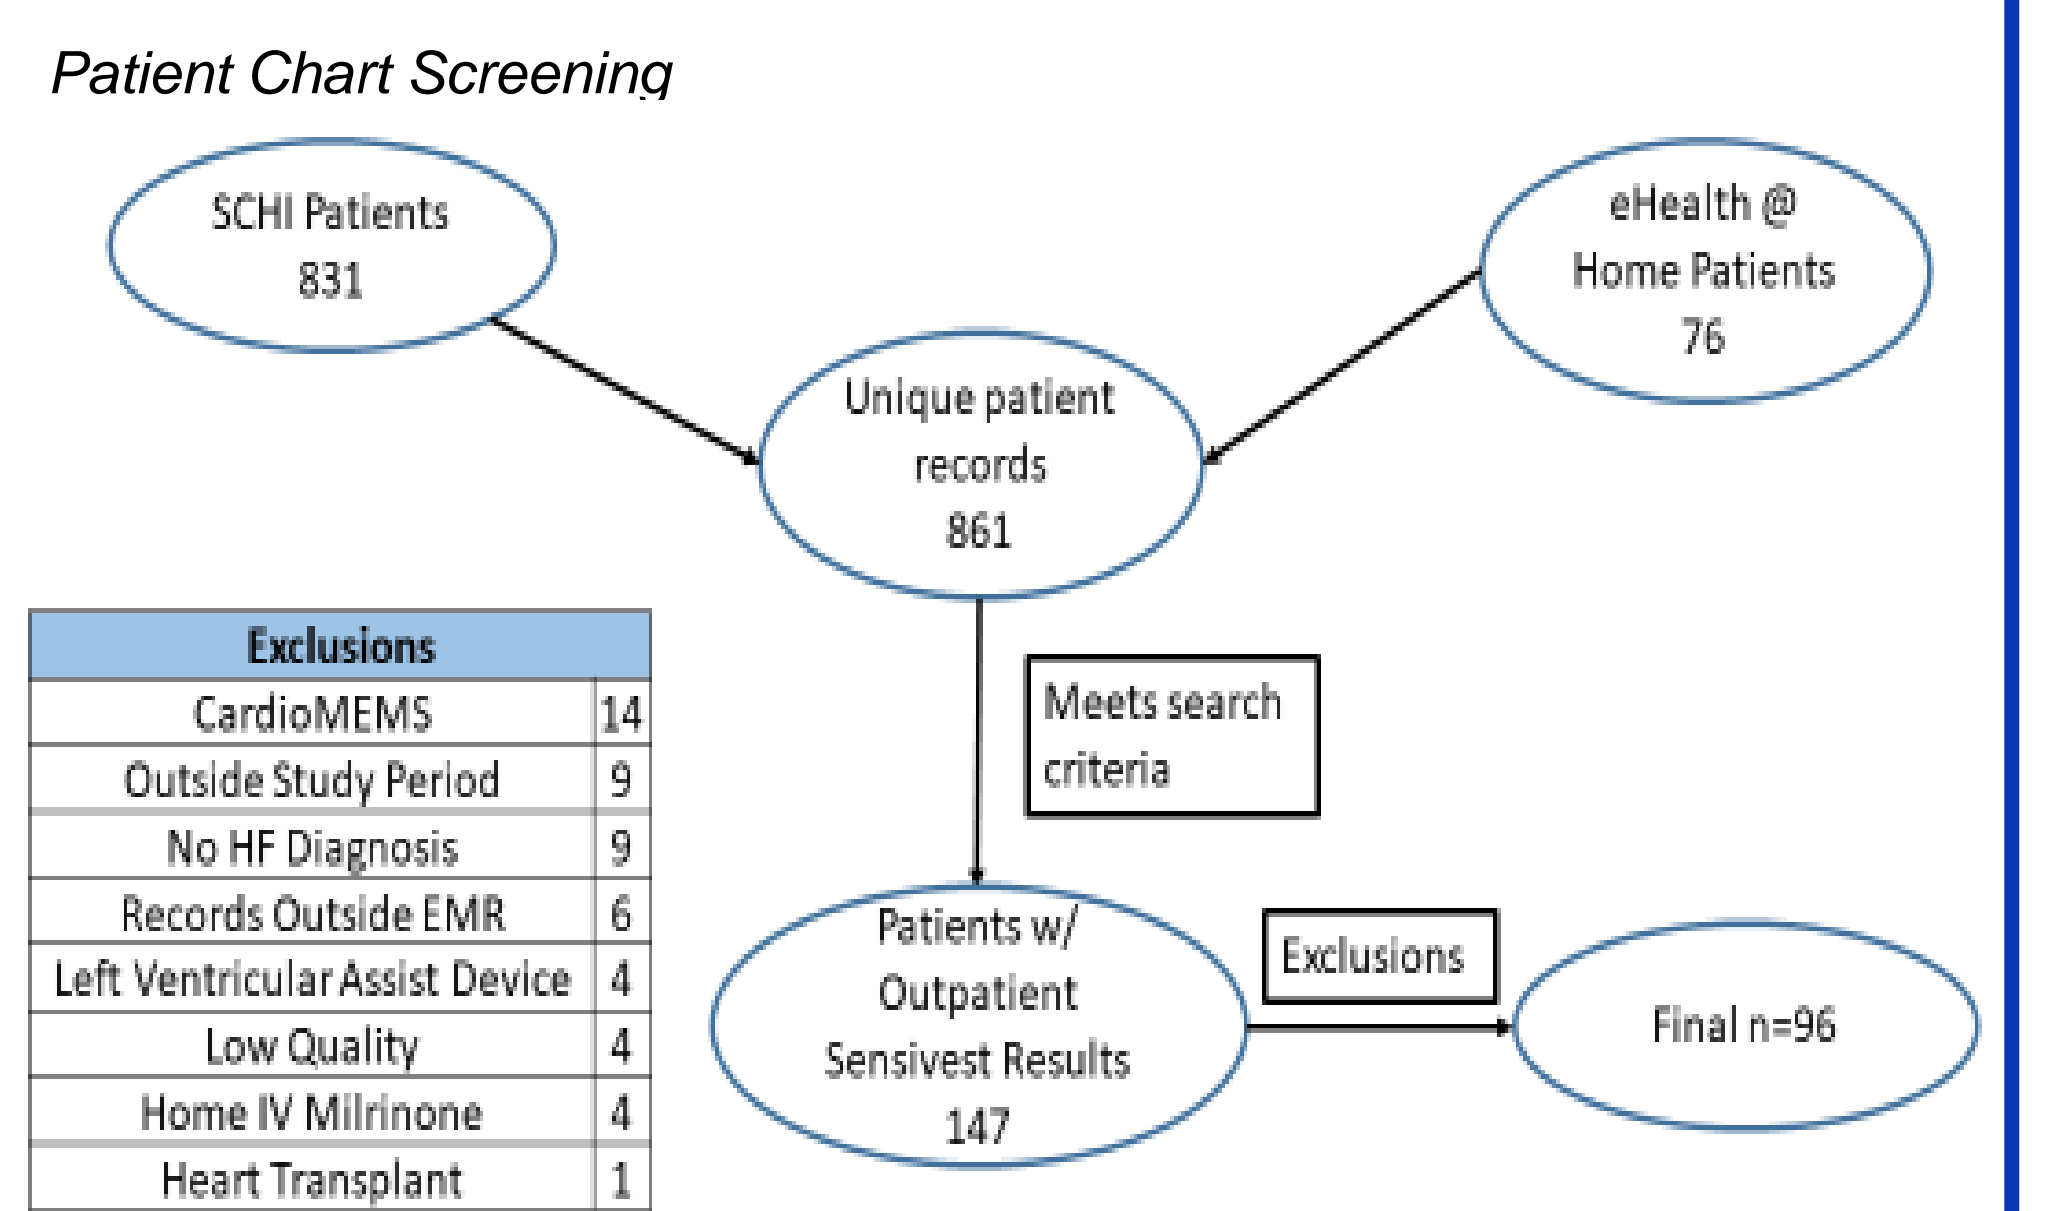 Patient Chart Screening
SCHI Patients
831
eHealth @
Home Patients
76
Unique patient
records
861
Meets search
criteria
Patients w/
Outpatient
Sensivest Results
147
Exclusions
Final n=96
Exclusions
CardioMEMS 14
Outside Study Period 9
No HF Diagnosis 9
Records Outside EMR 6
Left Ventricular Assist Device 4
Low Quality 4
Home IV Milrinone 4
Heart Transplant 1